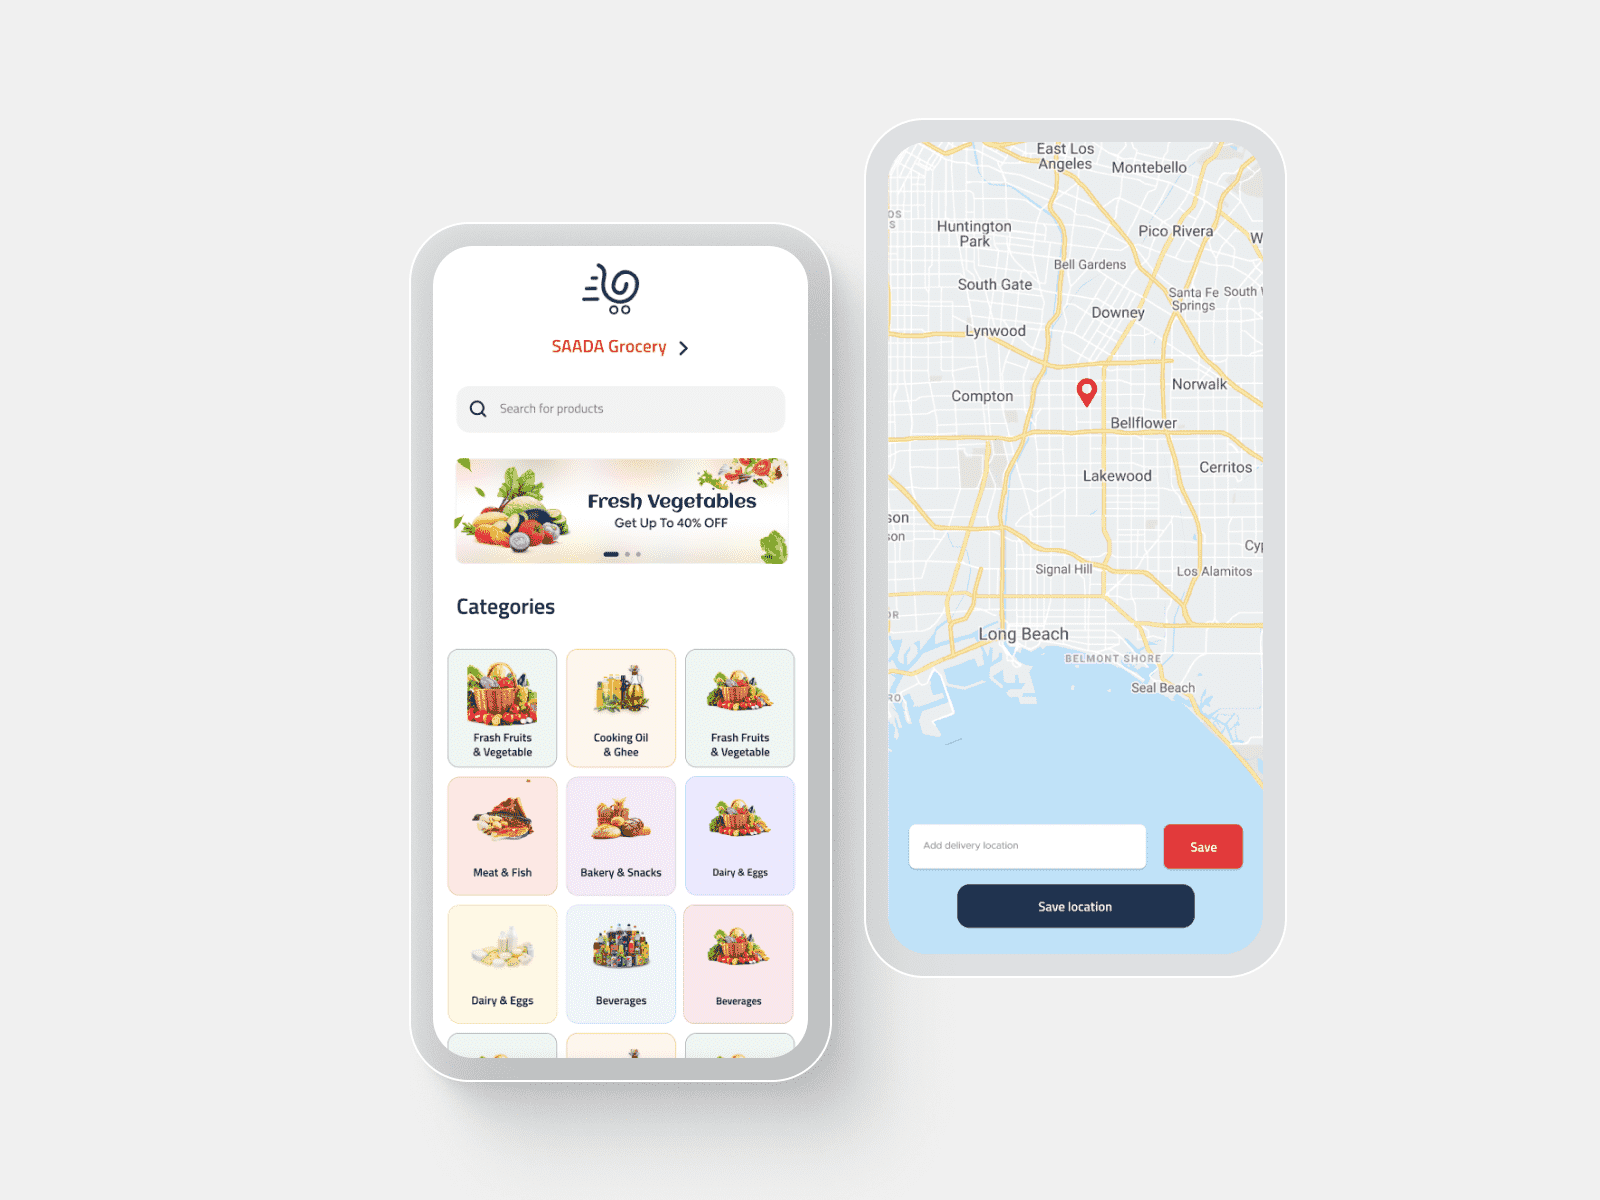 SAADA Grocery
Search for products
Fresh Vegetables
Get Up To 40% OFF
Categories
Frash Fruits
& Vegetable
Cooking Oil
& Ghee
Frash Fruits
& Vegetable
Meat & Fish
Bakery & Snacks
Dairy & Eggs
Dairy & Eggs
Beverages
Beverages
East Los
Angeles
Montebello
Huntington
Park
Pico Rivera
Bell Gardens
South Gate
Santa Fe
Springs
South
Downey
Lynwood
Compton
Norwalk
Bellflower
Lakewood
Cerritos
Signal Hill
Los Alamitos
Long Beach
BELMONT SHORE
Seal Beach
Add delivery location
Save
Save location